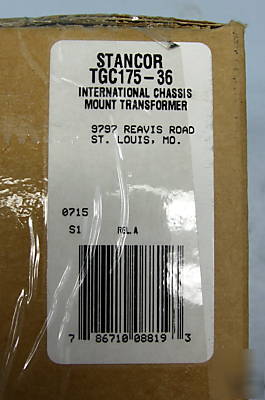 STANCOR
TGC175-36
INTERNATIONAL CHASSIS
MOUNT TRANSFORMER
9797 REAVIS ROAD
ST. LOUIS, MO.
0715
S1 REL.A
7 86710 08819 3